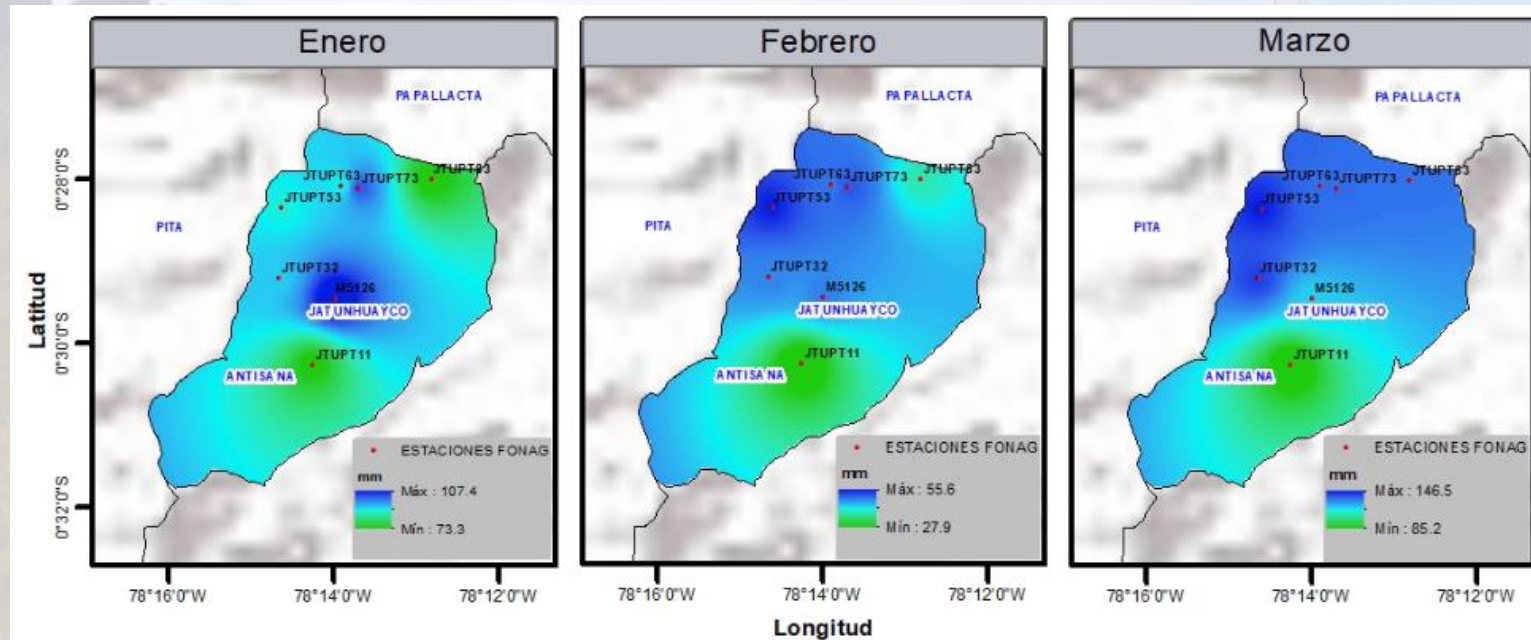 Enero
PAPALLACTA
JTUPT63
JTUPT73
JTUPT83
JTUPT53
PITA
JTUPT32
M5126
JATUNHUAYCO
JTUPT11
ANTISANA
ESTACIONES FONAG
mm
Máx : 107.4
Mín : 73.3
Febrero
PAPALLACTA
JTUPT63
JTUPT73
JTUPT83
JTUPT53
PITA
JTUPT32
M5126
JATUNHUAYCO
JTUPT11
ANTISANA
ESTACIONES FONAG
mm
Máx : 55.6
Mín : 27.9
Marzo
PAPALLACTA
JTUPT63
JTUPT73
JTUPT83
JTUPT53
PITA
JTUPT32
M5126
JATUNHUAYCO
JTUPT11
ANTISANA
ESTACIONES FONAG
mm
Máx : 146.5
Mín : 85.2
Latitud
0°28'0"S
0°30'0"S
0°32'0"S
78°16'0"W 78°14'0"W 78°12'0"W
78°16'0"W 78°14'0"W 78°12'0"W
78°16'0"W 78°14'0"W 78°12'0"W
Longitud